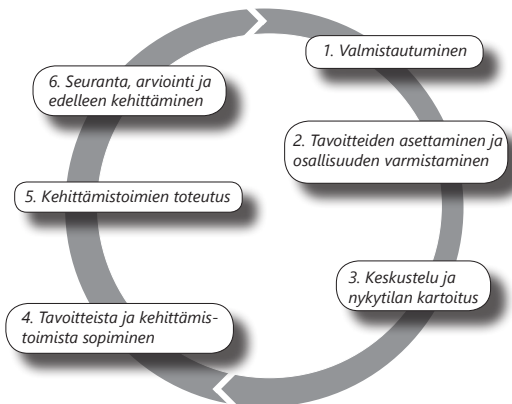 1. Valmistautuminen
2. Tavoitteiden asettaminen ja
osallisuuden varmistaminen
3. Keskustelu ja
nykytilan kartoitus
4. Tavoitteista ja kehittämis-
toimista sopiminen
5. Kehittämistoimien toteutus
6. Seuranta, arviointi ja
edelleen kehittäminen